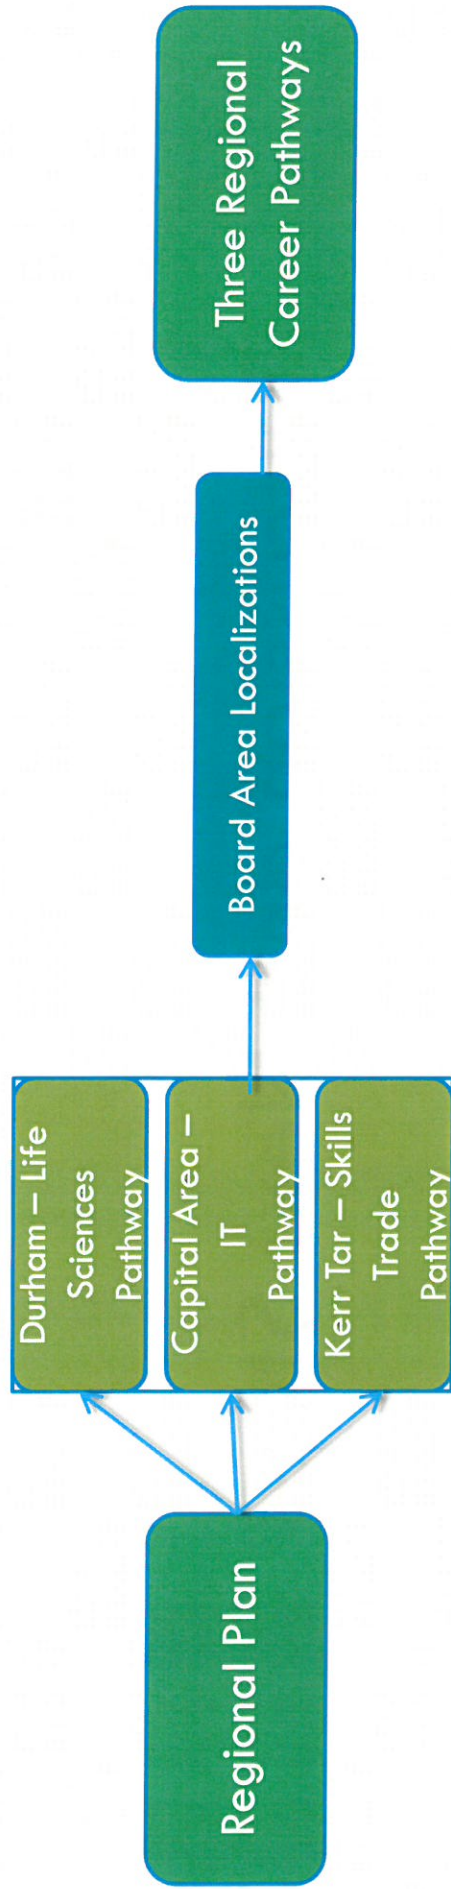 Regional Plan
Durham – Life
Sciences
Pathway
Capital Area –
IT
Pathway
Kerr Tar – Skills
Trade
Pathway
Board Area Localizations
Three Regional
Career Pathways